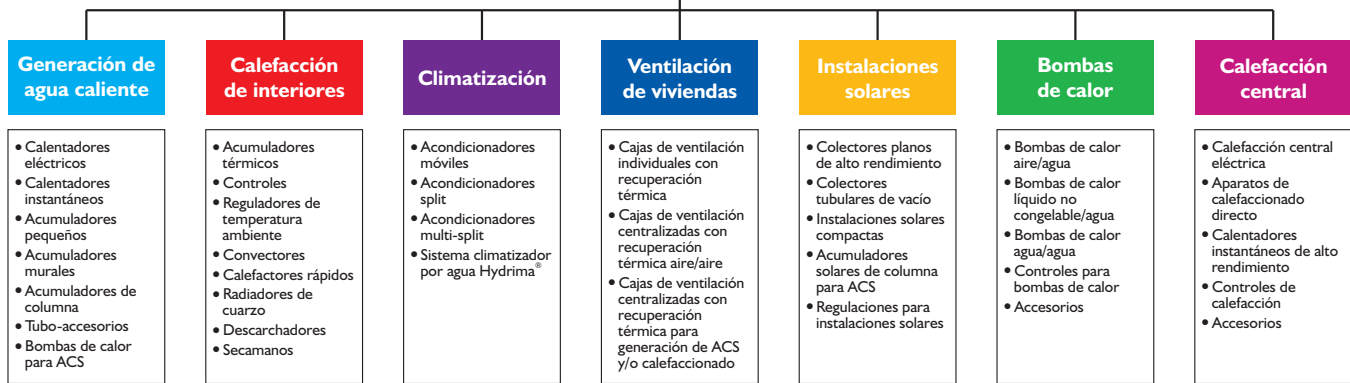 Generación de
agua caliente
• Calentadores
eléctricos
• Calentadores
instantáneos
• Acumuladores
pequeños
• Acumuladores
murales
• Acumuladores de
columna
• Tubo-accesorios
• Bombas de calor
para ACS
Calefacción
de interiores
• Acumuladores
térmicos
• Controles
• Reguladores de
temperatura
ambiente
• Convectores
• Calefactores rápidos
• Radiadores de
cuarzo
• Descarchadores
• Secamanos
Climatización
• Acondicionadores
móviles
• Acondicionadores
split
• Acondicionadores
multi-split
• Sistema climatizador
por agua Hydrima®
Ventilación
de viviendas
• Cajas de ventilación
individuales con
recuperación
térmica
• Cajas de ventilación
centralizadas con
recuperación
térmica aire/aire
• Cajas de ventilación
centralizadas con
recuperación
térmica para
generación de ACS
y/o calefaccionado
Instalaciones
solares
• Colectores planos
de alto rendimiento
• Colectores
tubulares de vacío
• Instalaciones solares
compactas
• Acumuladores
solares de columna
para ACS
• Regulaciones para
instalaciones solares
Bombas
de calor
• Bombas de calor
aire/agua
• Bombas de calor
líquido no
congelable/agua
• Bombas de calor
agua/agua
• Controles para
bombas de calor
• Accesorios
Calefacción
central
• Calefacción central
eléctrica
• Aparatos de
calefaccionado
directo
• Calentadores
instantáneos de alto
rendimiento
• Controles de
calefacción
• Accesorios